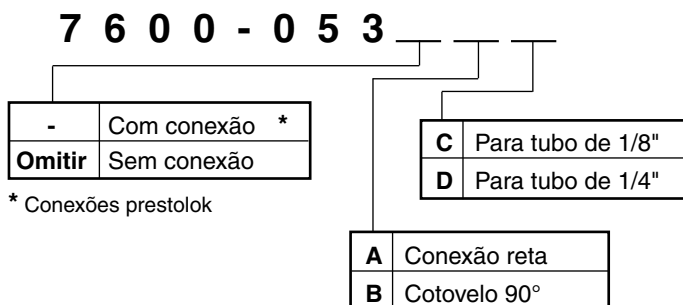 7 6 0 0 - 0 5 3 _ _ _
- Com conexão *
Omitir Sem conexão
* Conexões prestolok
C Para tubo de 1/8"
D Para tubo de 1/4"
A Conexão reta
B Cotovelo 90°